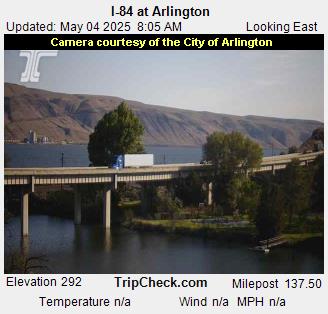 I-84 at Arlington
Updated: May 04 2025 8:05 AM Looking East
Camera courtesy of the City of Arlington
Elevation 292 TripCheck.com Milepost 137.50
Temperature n/a Wind n/a MPH n/a